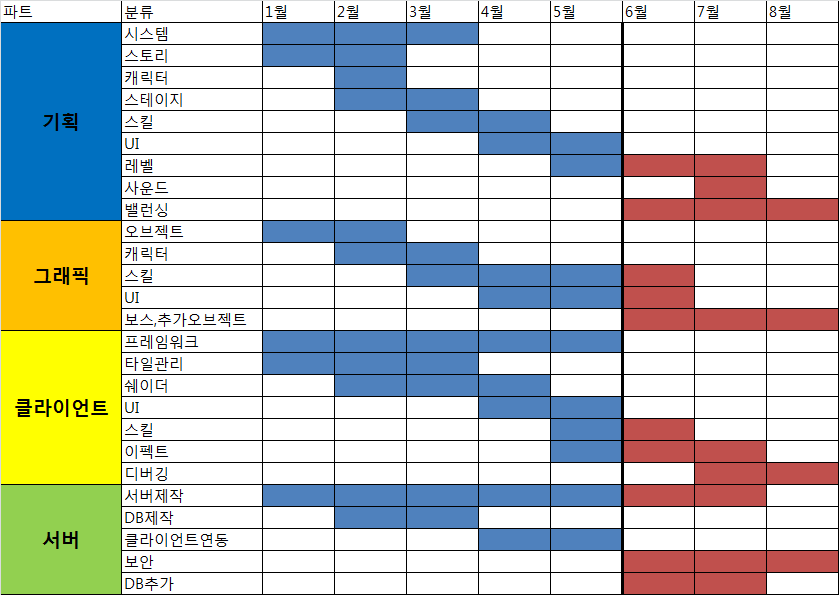 파트 분류 1월 2월 3월 4월 5월 6월 7월 8월
기획
시스템
스토리
캐릭터
스테이지
스킬
UI
레벨
사운드
밸런싱
그래픽
오브젝트
캐릭터
스킬
UI
보스,추가오브젝트
클라이언트
프레임워크
타일관리
쉐이더
UI
스킬
이펙트
디버깅
서버
서버제작
DB제작
클라이언트연동
보안
DB추가